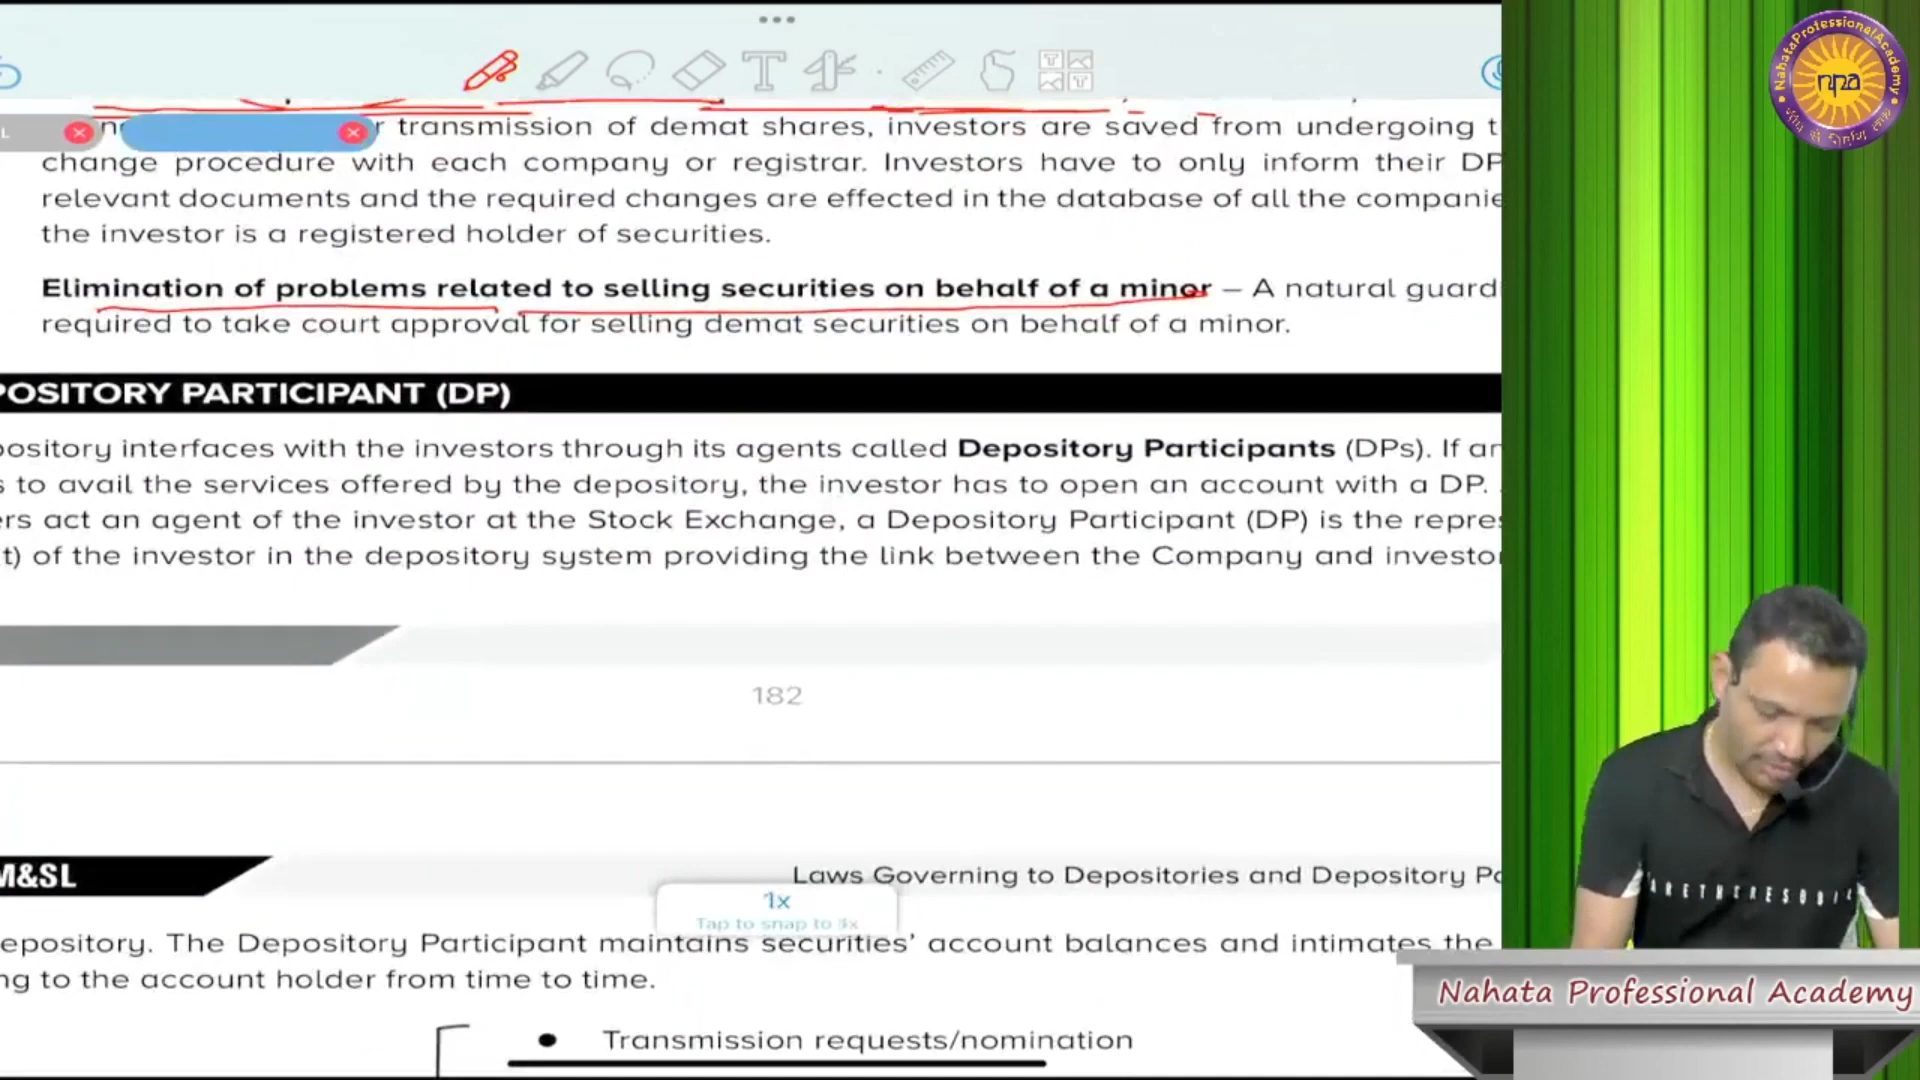 r transmission of demat shares, investors are saved from undergoing
change procedure with each company or registrar. Investors have to only inform their DP
relevant documents and the required changes are effected in the database of all the companie
the investor is a registered holder of securities.
Elimination of problems related to selling securities on behalf of a minor – A natural guard
required to take court approval for selling demat securities on behalf of a minor.
POSITORY PARTICIPANT (DP)
pository interfaces with the investors through its agents called Depository Participants (DPs). If an
s to avail the services offered by the depository, the investor has to open an account with a DP.
ers act an agent of the investor at the Stock Exchange, a Depository Participant (DP) is the repres
t) of the investor in the depository system providing the link between the Company and investor
182
M&SL
Laws Governing to Depositories and Depository Pa
1x
Tap to snap to
epository. The Depository Participant maintains securities' account balances and intimates the
ng to the account holder from time to time.
• Transmission requests/nomination
Nahata Professional Academy
npa
Nahata Professional Academy